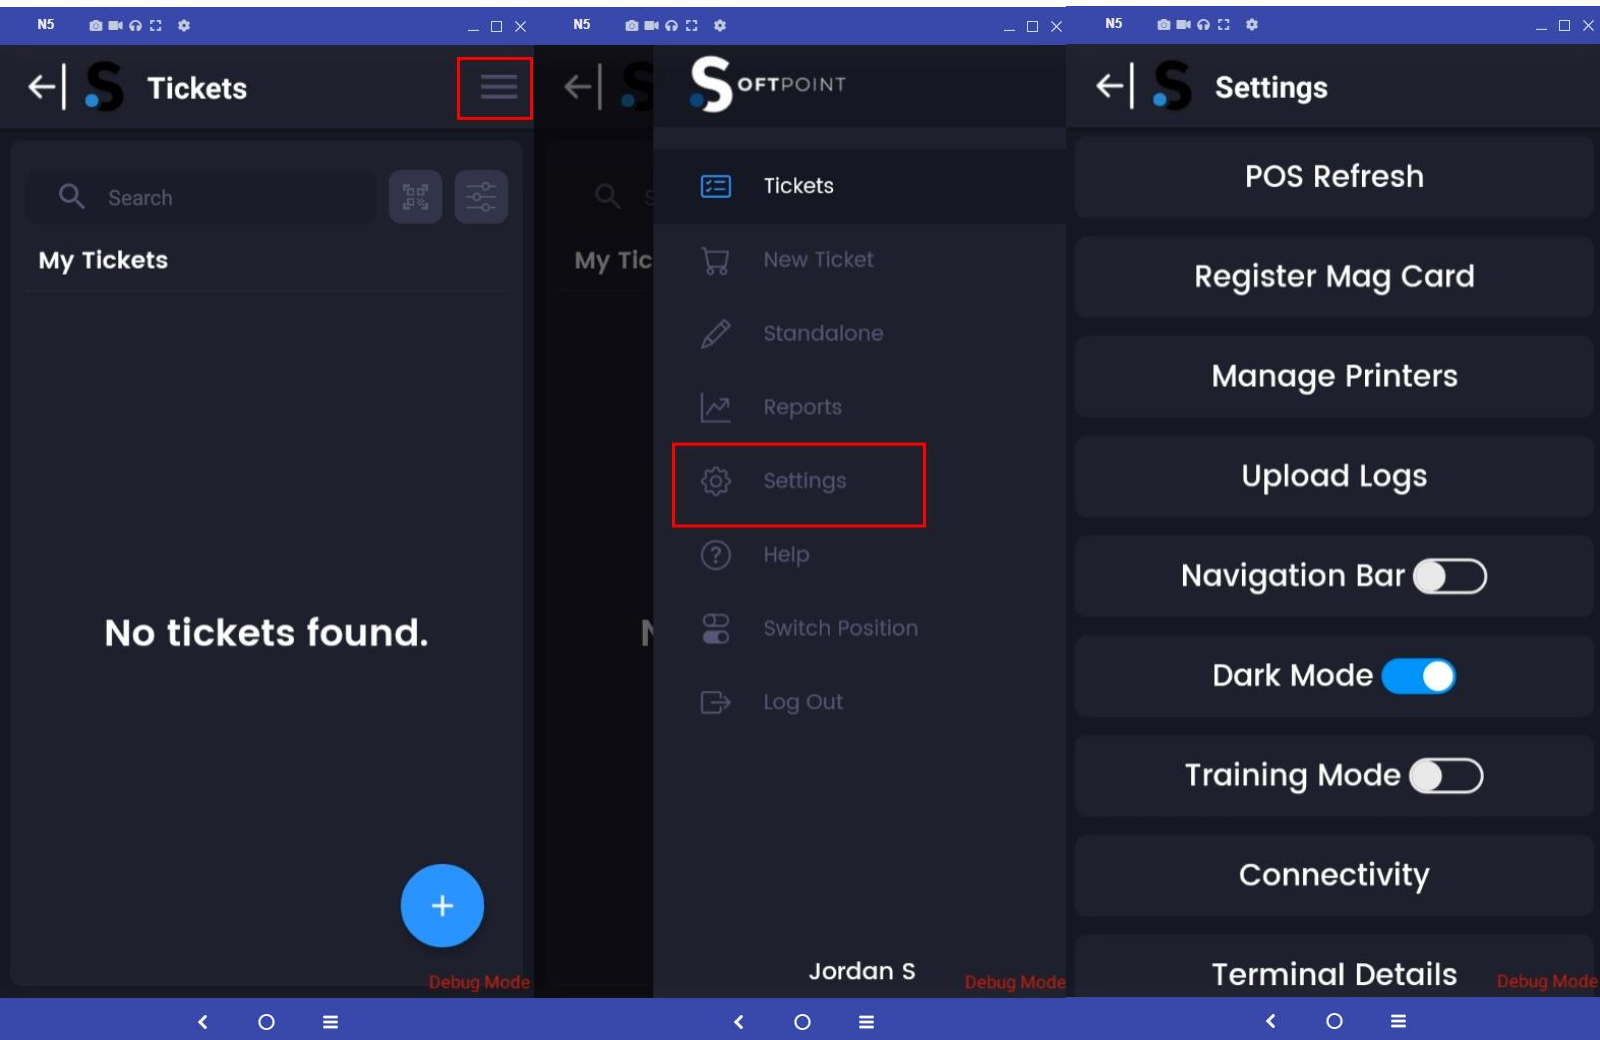 N5
Tickets
Search
My Tickets
No tickets found.
Debug Mode
N5
SOFTPOINT
My Tic
Tickets
New Ticket
Standalone
Reports
Settings
Help
Switch Position
Log Out
Jordan S
Debug Mode
N5
Settings
POS Refresh
Register Mag Card
Manage Printers
Upload Logs
Navigation Bar
Dark Mode
Training Mode
Connectivity
Terminal Details
Debug Mode